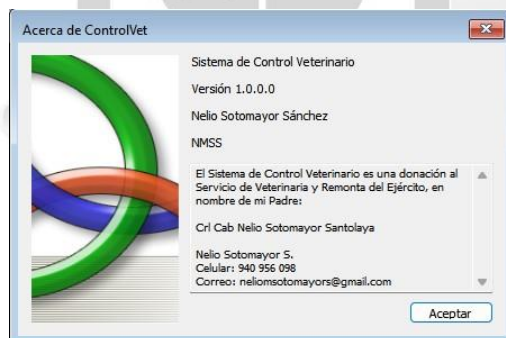 Acerca de ControlVet
Sistema de Control Veterinario
Versión 1.0.0.0
Nelio Sotomayor Sánchez
NMSS
El Sistema de Control Veterinario es una donación al
Servicio de Veterinaria y Remonta del Ejército, en
nombre de mi Padre:
Crl Cab Nelio Sotomayor Santolaya
Nelio Sotomayor S.
Celular: 940 956 098
Correo: neliomsotomayors@gmail.com
Aceptar